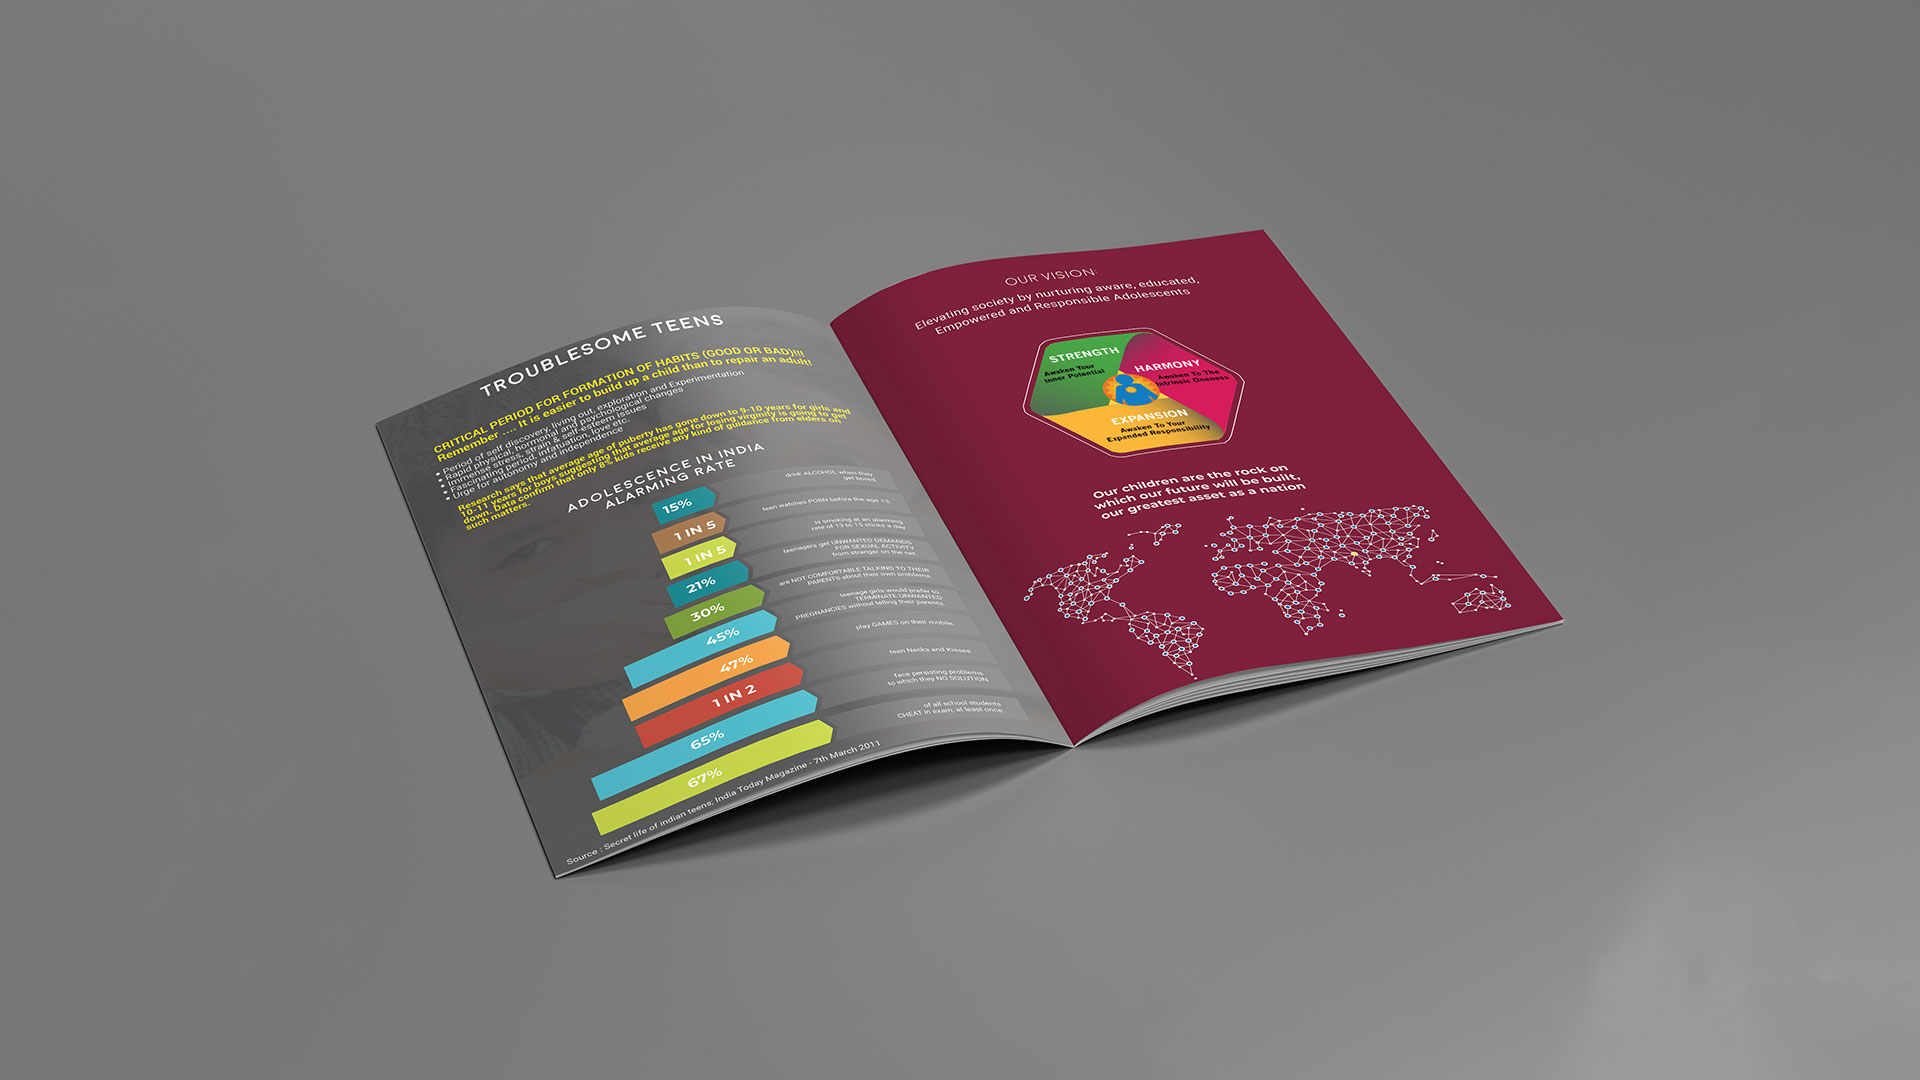 TROUBLESOME TEENS
CRITICAL PERIOD FOR FORMATION OF HABITS (GOOD OR BAD)!!!
Remember .... It is easier to build up a child than to repair an adult!
• Period of self discovery, living out, exploration and Experimentation
• Rapid physical, hormonal and psychological changes
• Immense stress, strain & self-esteem issues
• Fascinating period, infatuation, love etc.
• Urge for autonomy and independence
Research says that average age of puberty has gone down to 9-10 years for girls and
10-11 years for boys suggesting that average age for losing virginity is going to get
down. Data confirm that only 8% kids receive any kind of guidance from elders on
such matters.
ADOLESCENCE IN INDIA
ALARMING RATE
15%
drink ALCOHOL when they
get bored
1 IN 5
teen watches PORN before the age 13.
1 IN 5
is smoking at an alarming
rate of 13 to 15 sticks a day
21%
teenagers get UNWANTED DEMANDS
FOR SEXUAL ACTIVITY
from stranger on the net.
30%
are NOT COMFORTABLE TALKING TO THEIR
PARENTS about their own problems
45%
teenage girls would prefer to
TERMINATE UNWANTED
PREGNANCIES without telling their parents.
47%
play GAMES on their mobile.
1 IN 2
teen Necks and Kisses
65%
face persisting problems
to which they NO SOLUTION
67%
of all school students
CHEAT in exam, at least once.
Source : Secret life of indian teens; India Today Magazine - 7th March 2011
OUR VISION:
Elevating society by nurturing aware, educated,
Empowered and Responsible Adolescents
STRENGTH
Awaken Your
Inner Potential
HARMONY
Awaken To The
Intrinsic Oneness
EXPANSION
Awaken To Your
Expanded Responsibility
Our children are the rock on
which our future will be built,
our greatest asset as a nation